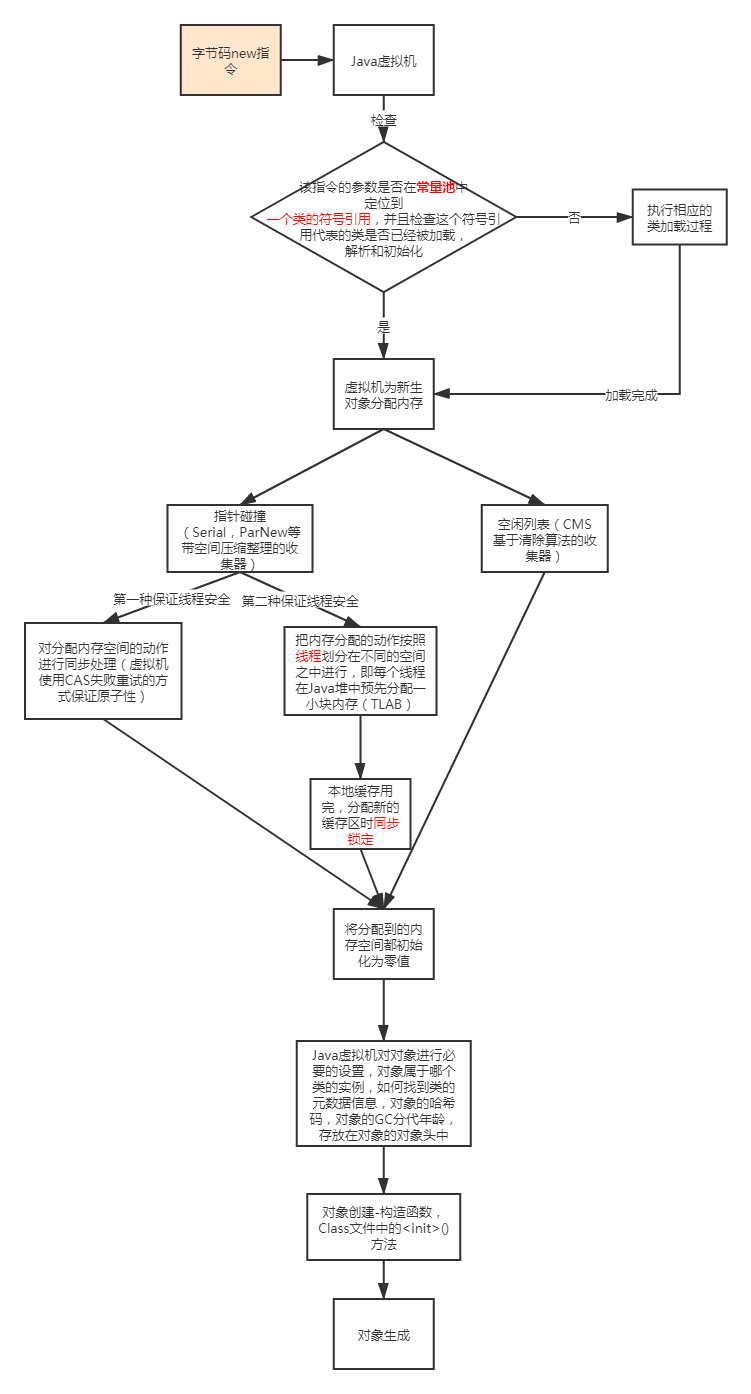 字节码new指
令
Java虚拟机
检查
该指令的参数是否在常量池中
定位到
一个类的符号引用，并且检查这个符号引
用代表的类是否已经被加载，
解析和初始化
否
执行相应的
类加载过程
是
加载完成
虚拟机为新生
对象分配内存
指针碰撞
（Serial，ParNew等
带空间压缩整理的收
集器）
空闲列表（CMS
基于清除算法的收
集器）
第一种保证线程安全
第二种保证线程安全
对分配内存空间的动作
进行同步处理（虚拟机
使用CAS失败重试的方
式保证原子性）
把内存分配的动作按照
线程划分在不同的空间
之中进行，即每个线程
在Java堆中预先分配一
小块内存（TLAB）
本地缓存用
完，分配新的
缓存区时同步
锁定
将分配到的内
存空间都初始
化为零值
Java虚拟机对对象进行必
要的设置，对象属于哪个
类的实例，如何找到类的
元数据信息，对象的哈希
码，对象的GC分代年龄，
存放在对象的对象头中
对象创建-构造函数，
Class文件中的<init>()
方法
对象生成